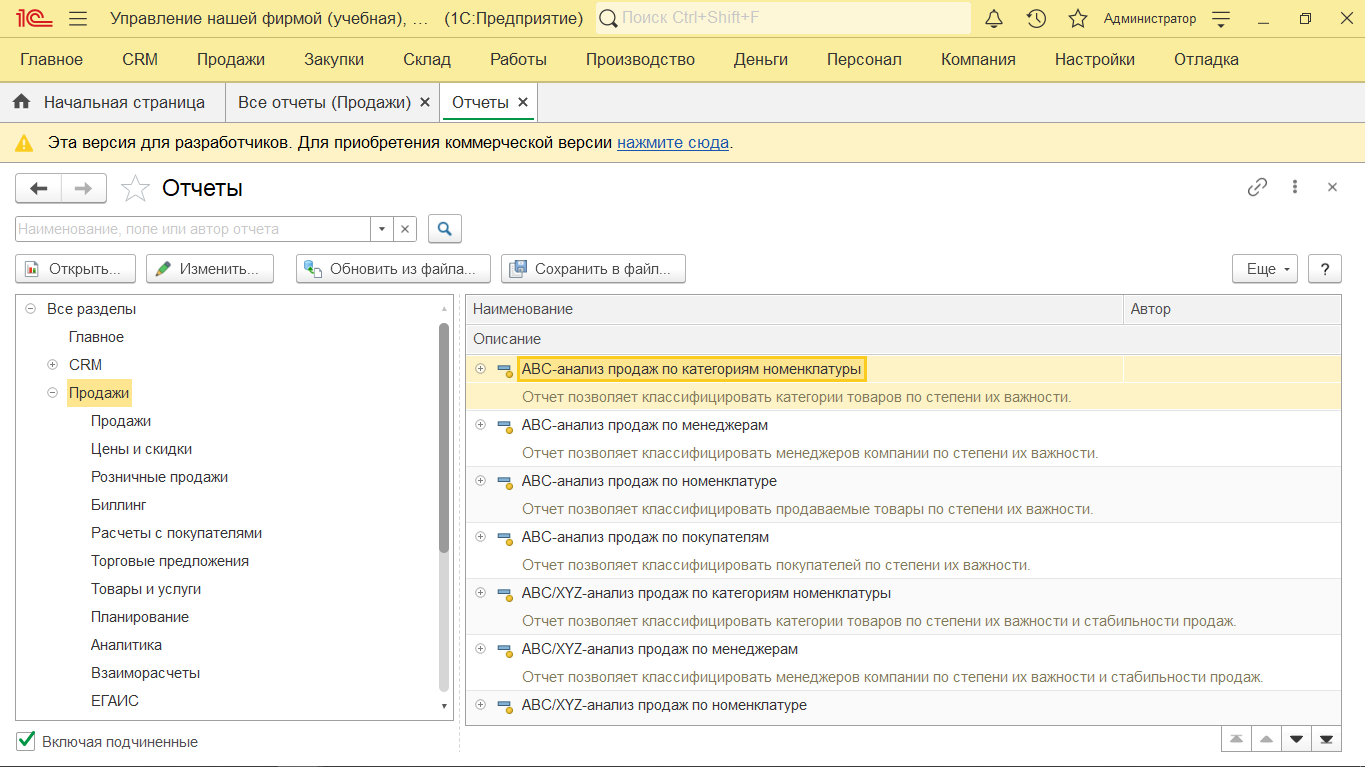 1С Управление нашей фирмой (учебная), ... (1С:Предприятие) Поиск Ctrl+Shift+F Администратор
Главное CRM Продажи Закупки Склад Работы Производство Деньги Персонал Компания Настройки Отладка
Начальная страница Все отчеты (Продажи) Отчеты
Эта версия для разработчиков. Для приобретения коммерческой версии нажмите сюда.
Отчеты
Наименование, поле или автор отчета
Открыть... Изменить... Обновить из файла... Сохранить в файл... Еще ?
Все разделы
Главное
CRM
Продажи
Продажи
Цены и скидки
Розничные продажи
Биллинг
Расчеты с покупателями
Торговые предложения
Товары и услуги
Планирование
Аналитика
Взаиморасчеты
ЕГАИС
Включая подчиненные
Наименование Автор
Описание
ABC-анализ продаж по категориям номенклатуры
Отчет позволяет классифицировать категории товаров по степени их важности.
ABC-анализ продаж по менеджерам
Отчет позволяет классифицировать менеджеров компании по степени их важности.
ABC-анализ продаж по номенклатуре
Отчет позволяет классифицировать продаваемые товары по степени их важности.
ABC-анализ продаж по покупателям
Отчет позволяет классифицировать покупателей по степени их важности.
ABC/XYZ-анализ продаж по категориям номенклатуры
Отчет позволяет классифицировать категории товаров по степени их важности и стабильности продаж.
ABC/XYZ-анализ продаж по менеджерам
Отчет позволяет классифицировать менеджеров компании по степени их важности и стабильности продаж.
ABC/XYZ-анализ продаж по номенклатуре